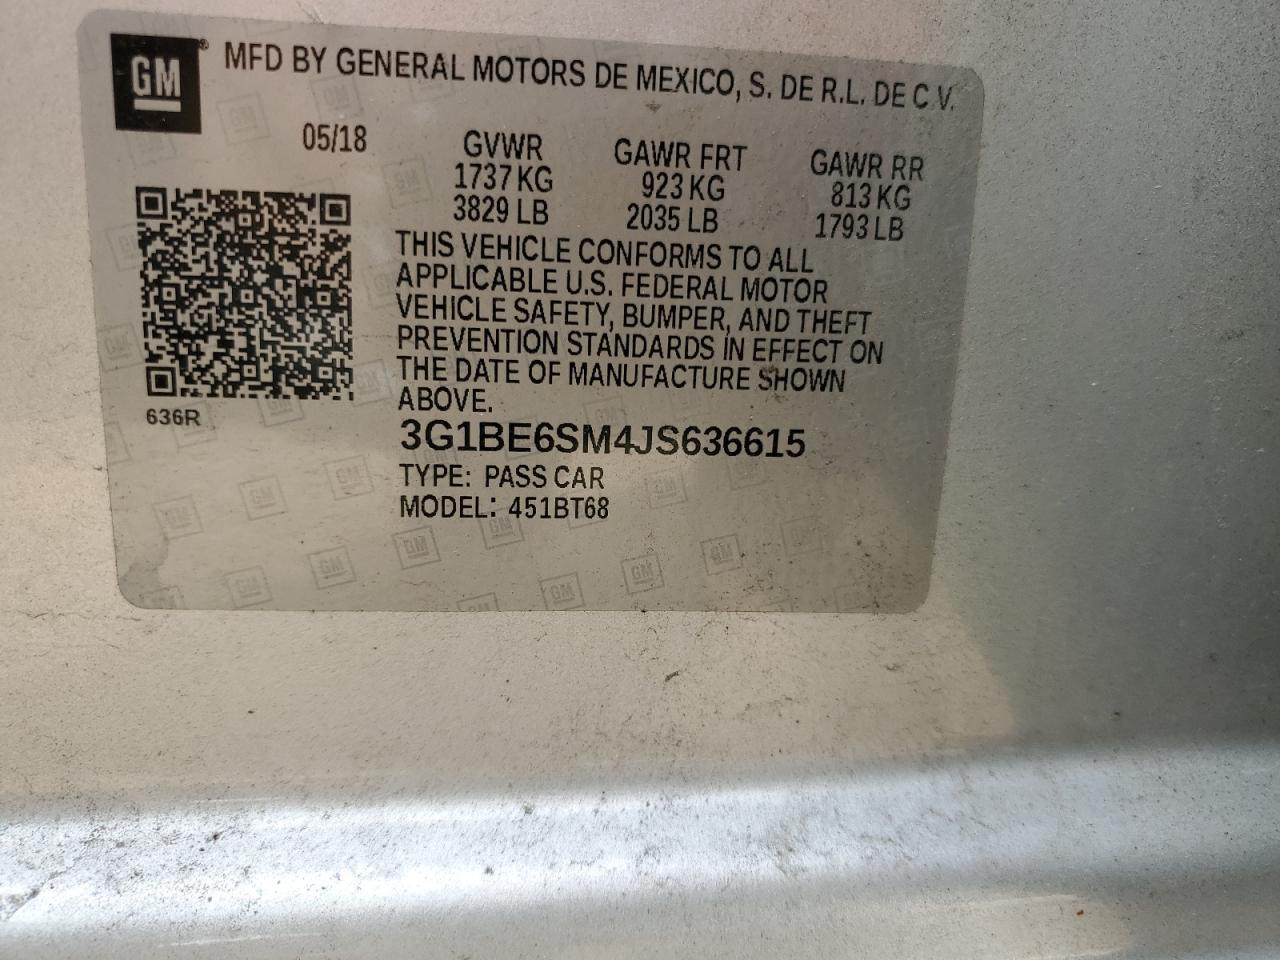 GM
MFD BY GENERAL MOTORS DE MEXICO, S. DE R.L. DE C.V.
05/18
GVWR
1737 KG
3829 LB
GAWR FRT
923 KG
2035 LB
GAWR RR
813 KG
1793 LB
THIS VEHICLE CONFORMS TO ALL
APPLICABLE U.S. FEDERAL MOTOR
VEHICLE SAFETY, BUMPER, AND THEFT
PREVENTION STANDARDS IN EFFECT ON
THE DATE OF MANUFACTURE SHOWN
ABOVE.
636R
3G1BE6SM4JS636615
TYPE: PASS CAR
MODEL: 451BT68